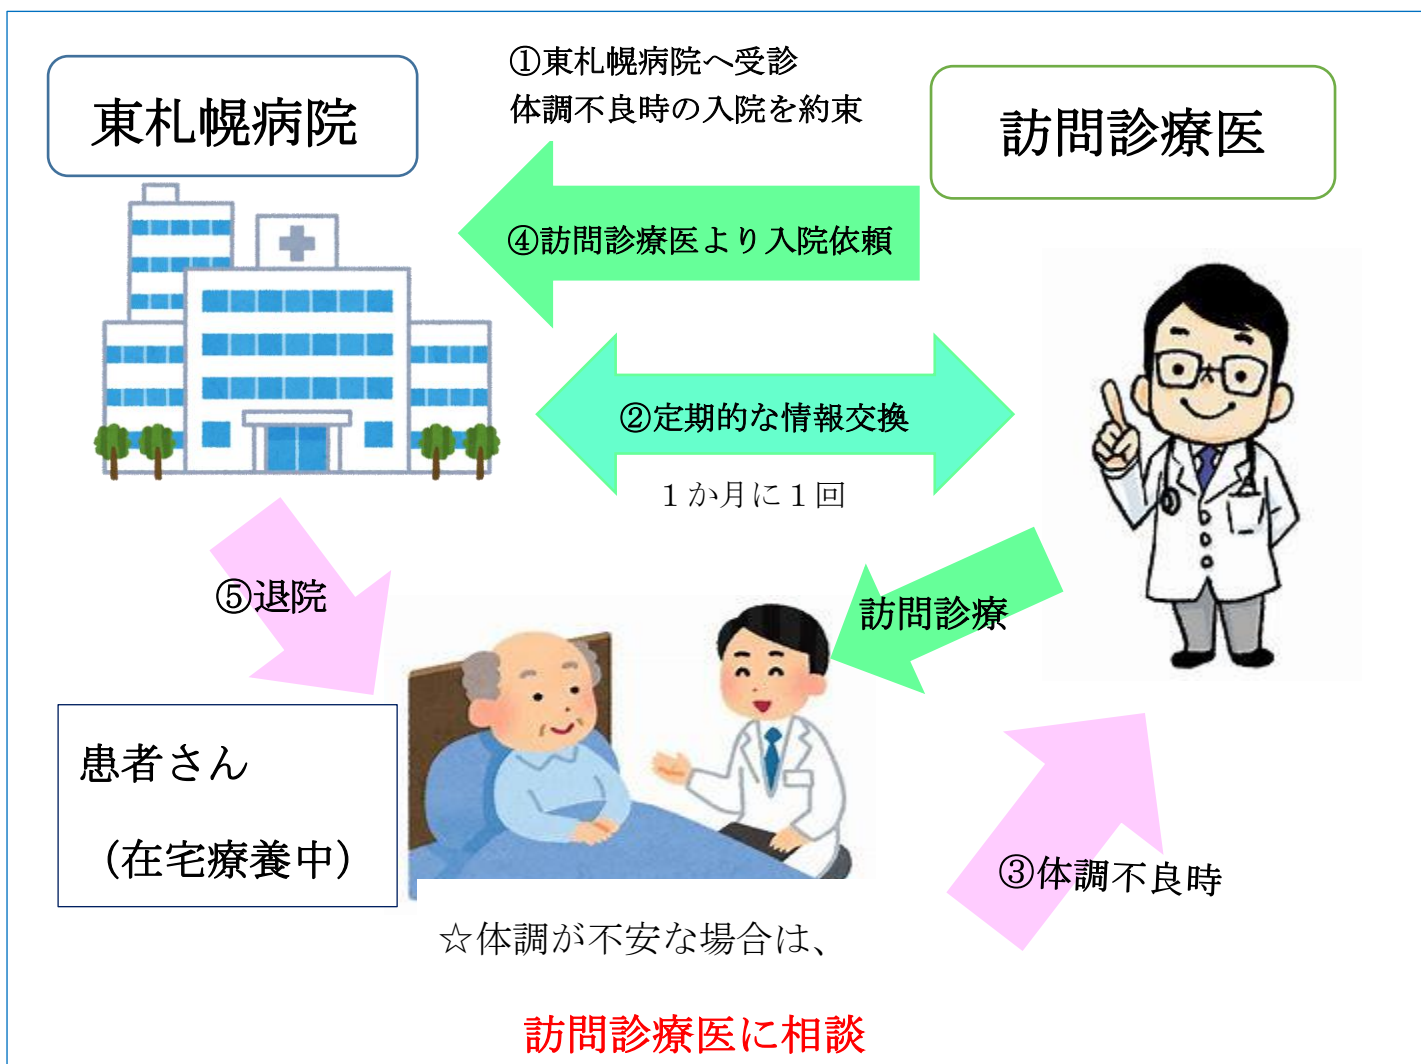 ①東札幌病院へ受診
体調不良時の入院を約束
東札幌病院
訪問診療医
④訪問診療医より入院依頼
②定期的な情報交換
１か月に１回
⑤退院
訪問診療
患者さん
（在宅療養中）
③体調不良時
☆体調が不安な場合は、
訪問診療医に相談